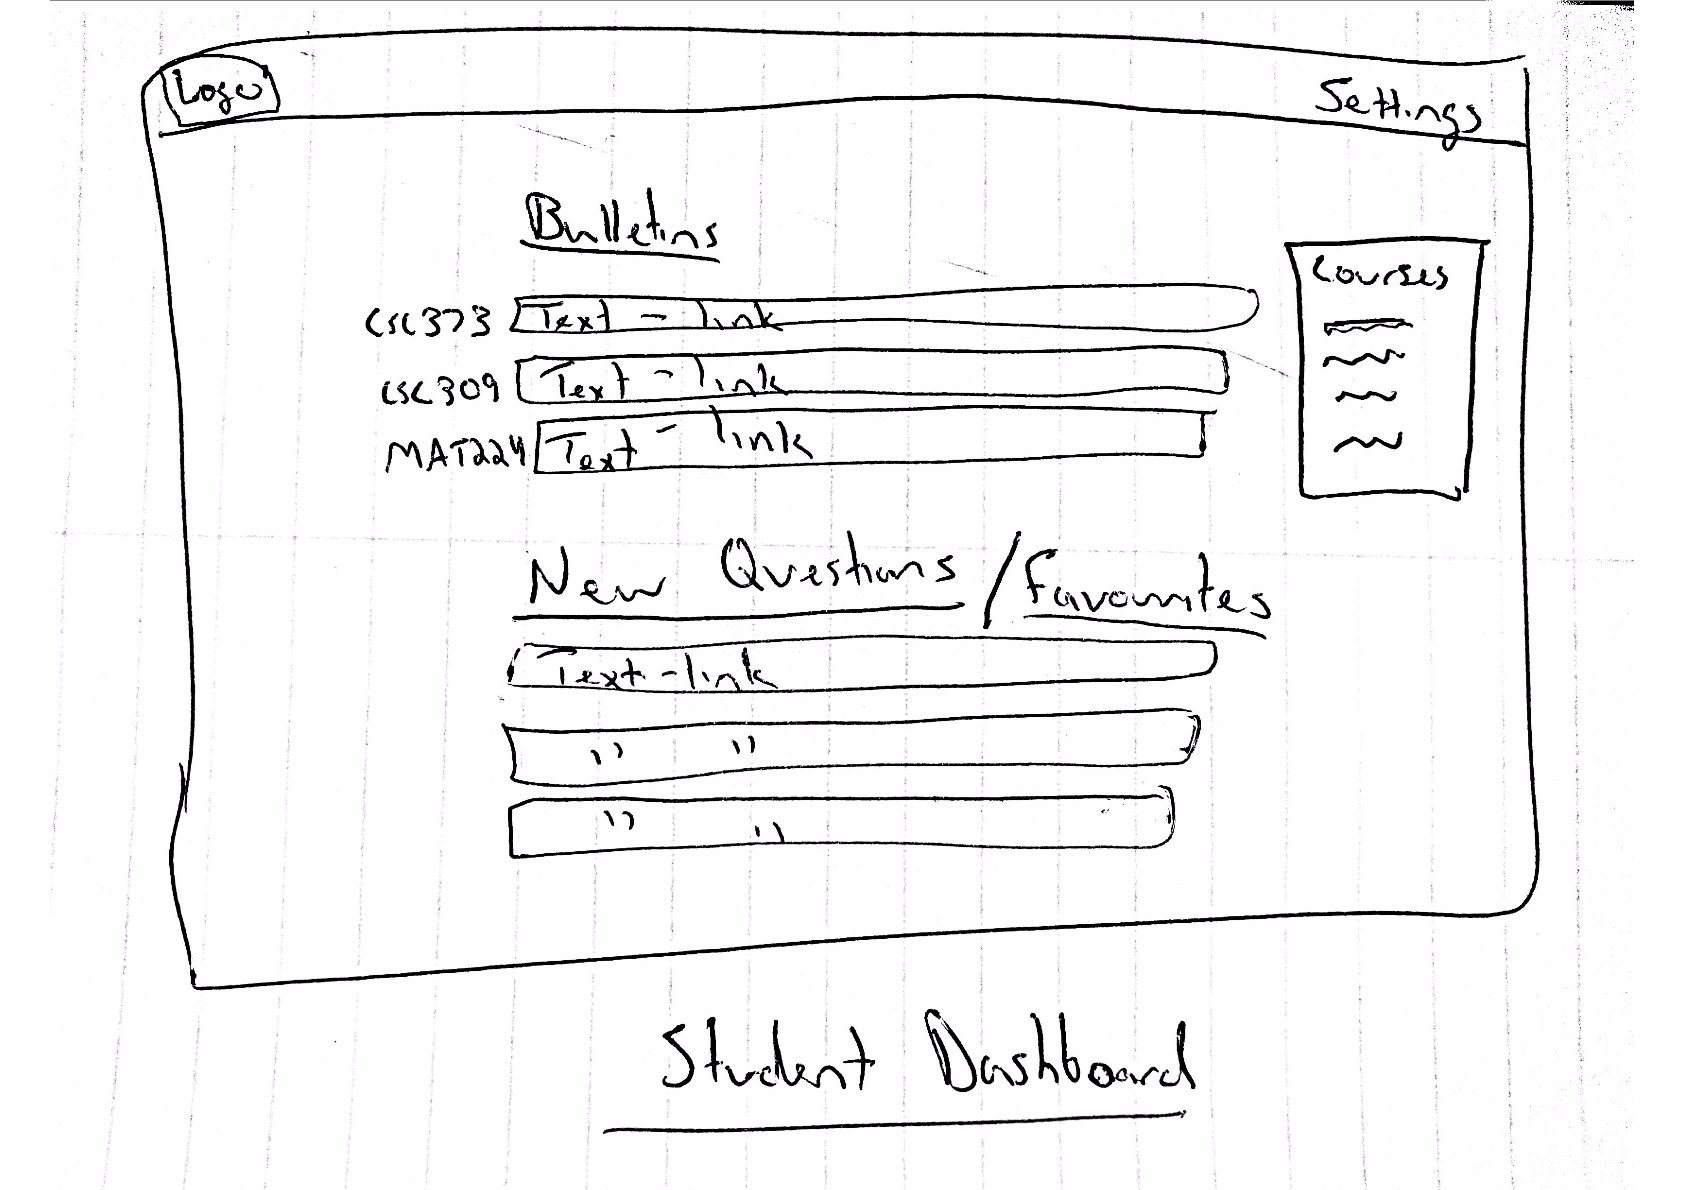 Logo
Settings
Bulletins
Courses
CSC373 Text - link
CSC309 Text - link
MAT224 Text - link
New Questions / Favourites
Text - link
" "
" "
Student Dashboard